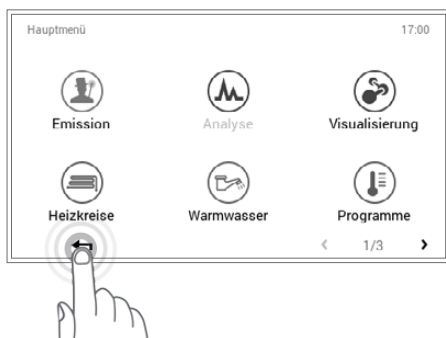 Hauptmenü 17:00
Emission Analyse Visualisierung
Heizkreise Warmwasser Programme
1/3